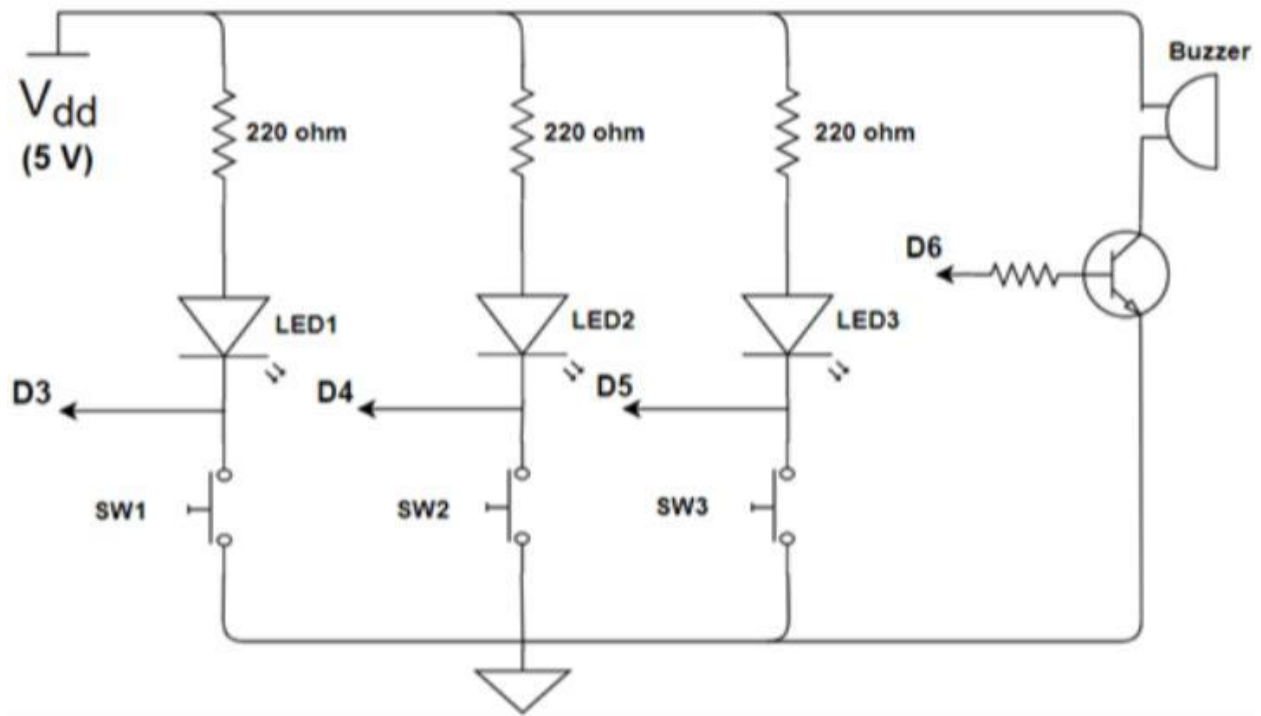 Buzzer
Vdd
(5 V)
220 ohm
220 ohm
220 ohm
D6
LED1
LED2
LED3
D3
D4
D5
SW1
SW2
SW3